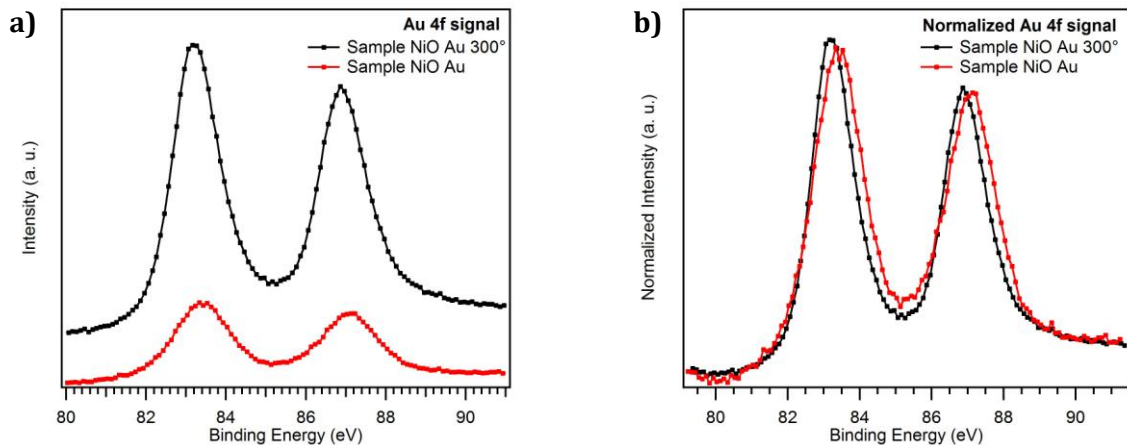 a)
Au 4f signal
Sample NiO Au 300°
Sample NiO Au
Intensity (a. u.)
80 82 84 86 88 90
Binding Energy (eV)
b)
Normalized Au 4f signal
Sample NiO Au 300°
Sample NiO Au
Normalized Intensity (a. u.)
80 82 84 86 88 90
Binding Energy (eV)